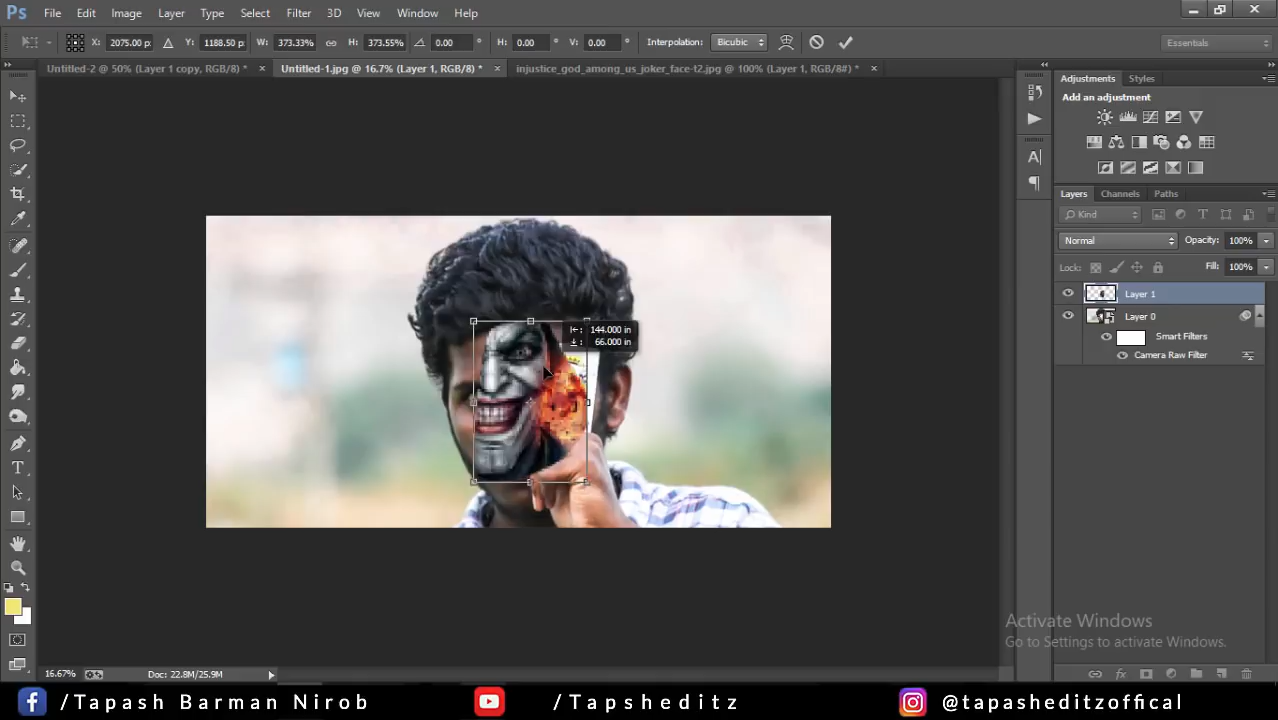 Ps File Edit Image Layer Type Select Filter 3D View Window Help
X: 2075.00 p: Y: 1188.50 p: W: 373.33% H: 373.55% 0.00 ° H: 0.00 ° V: 0.00 ° Interpolation: Bicubic Essentials
Untitled-2 @ 50% (Layer 1 copy, RGB/8) * × Untitled-1.jpg @ 16.7% (Layer 1, RGB/8) * × injustice_god_among_us_joker_face-t2.jpg @ 100% (Layer 1, RGB/8#) * ×
Adjustments Styles
Add an adjustment
Layers Channels Paths
Kind
Normal Opacity: 100%
Lock: Fill: 100%
Layer 1
Layer 0
Smart Filters
Camera Raw Filter
144.000 in
66.000 in
Activate Windows
Go to Settings to activate Windows.
16.67% Doc: 22.8M/25.9M
/Tapash Barman Nirob /Tapsheditz @tapasheditzoffical